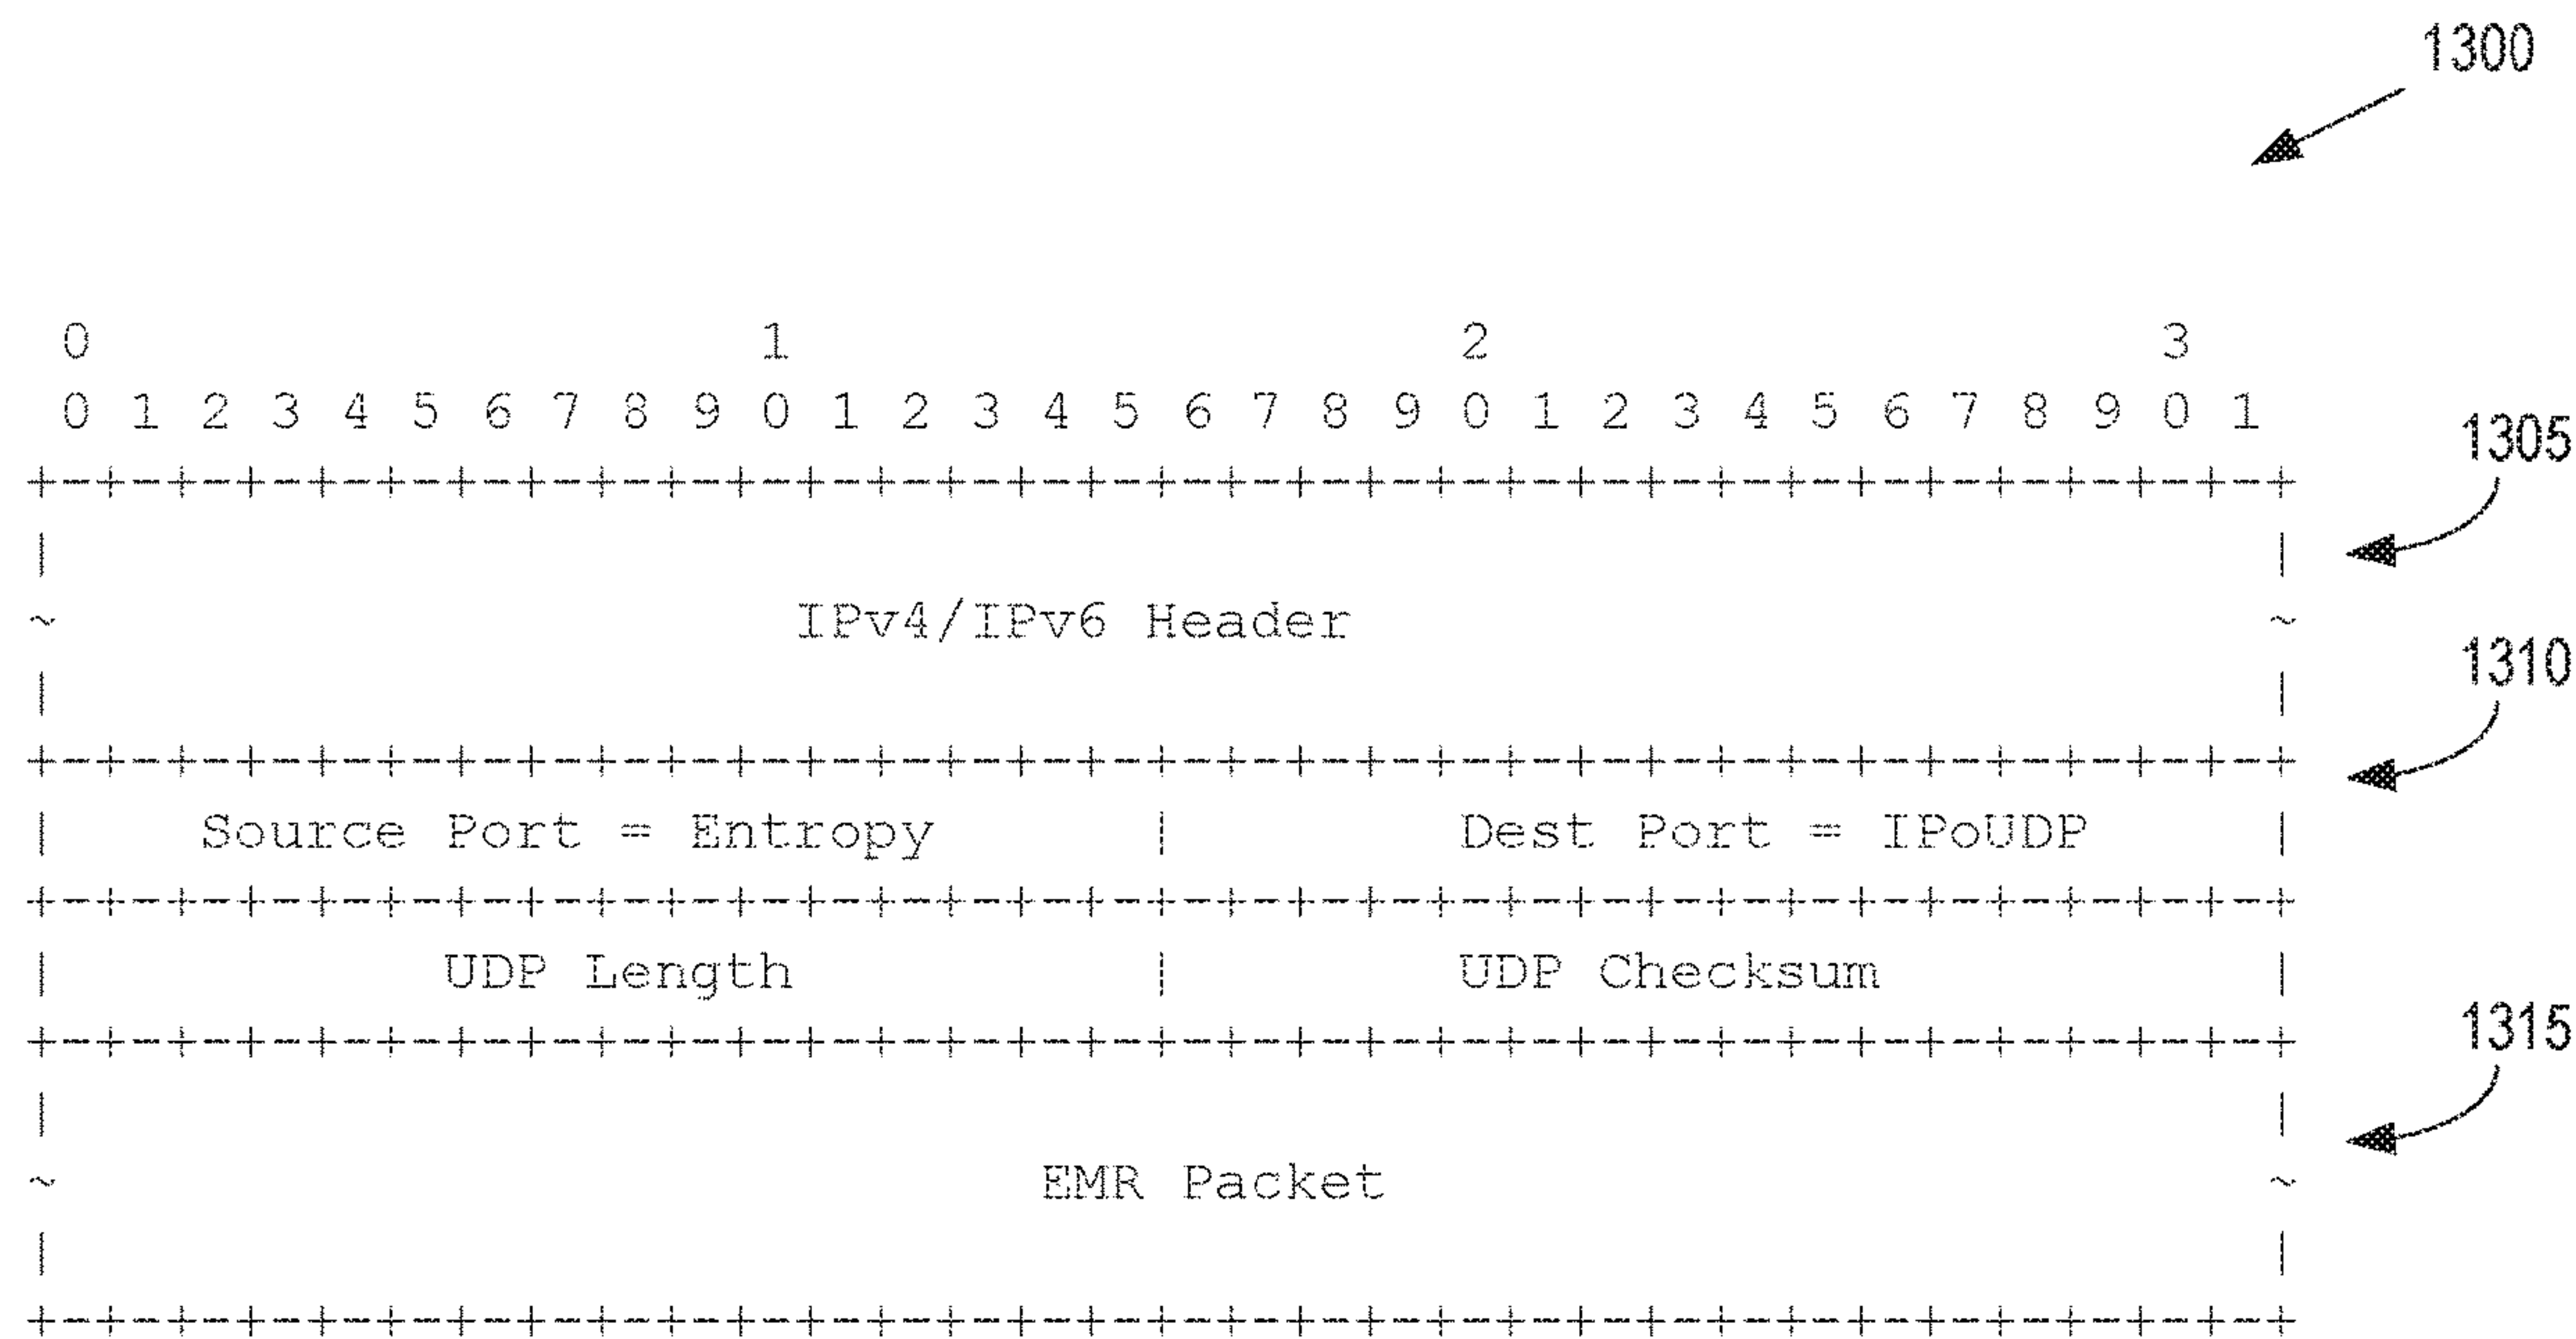 1300
0                   1                   2                   3
0 1 2 3 4 5 6 7 8 9 0 1 2 3 4 5 6 7 8 9 0 1 2 3 4 5 6 7 8 9 0 1
1305
+-+-+-+-+-+-+-+-+-+-+-+-+-+-+-+-+-+-+-+-+-+-+-+-+-+-+-+-+-+-+-+-+
|                                                               |
~                     IPv4/IPv6 Header                          ~
1310
|                                                               |
+-+-+-+-+-+-+-+-+-+-+-+-+-+-+-+-+-+-+-+-+-+-+-+-+-+-+-+-+-+-+-+-+
|    Source Port = Entropy      |        Dest Port = IPoUDP     |
+-+-+-+-+-+-+-+-+-+-+-+-+-+-+-+-+-+-+-+-+-+-+-+-+-+-+-+-+-+-+-+-+
|           UDP Length          |        UDP Checksum           |
+-+-+-+-+-+-+-+-+-+-+-+-+-+-+-+-+-+-+-+-+-+-+-+-+-+-+-+-+-+-+-+-+
1315
|                                                               |
~                            EMR Packet                         ~
|                                                               |
+-+-+-+-+-+-+-+-+-+-+-+-+-+-+-+-+-+-+-+-+-+-+-+-+-+-+-+-+-+-+-+-+